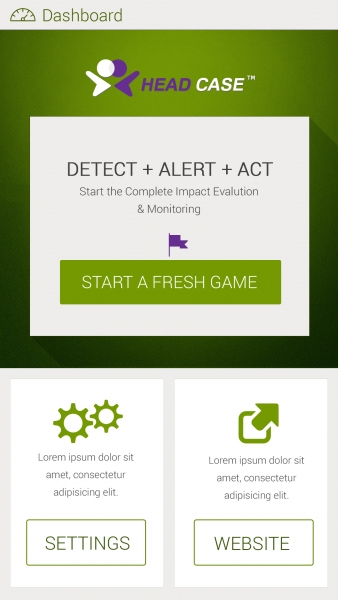 Dashboard
HEAD CASE™
DETECT + ALERT + ACT
Start the Complete Impact Evalution
& Monitoring
START A FRESH GAME
Lorem ipsum dolor sit
amet, consectetur
adipisicing elit.
SETTINGS
Lorem ipsum dolor sit
amet, consectetur
adipisicing elit.
WEBSITE